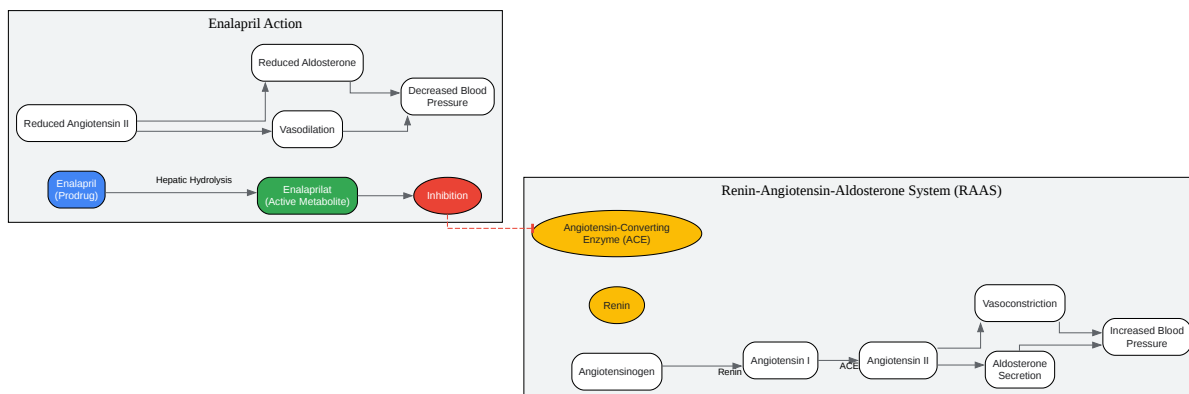 Enalapril Action
Reduced Aldosterone
Decreased Blood
Pressure
Reduced Angiotensin II
Vasodilation
Enalapril
(Prodrug)
Hepatic Hydrolysis
Enalaprilat
(Active Metabolite)
Inhibition
Renin-Angiotensin-Aldosterone System (RAAS)
Angiotensin-Converting
Enzyme (ACE)
Renin
Vasoconstriction
Increased Blood
Pressure
Angiotensinogen
Renin
Angiotensin I
ACE
Angiotensin II
Aldosterone
Secretion